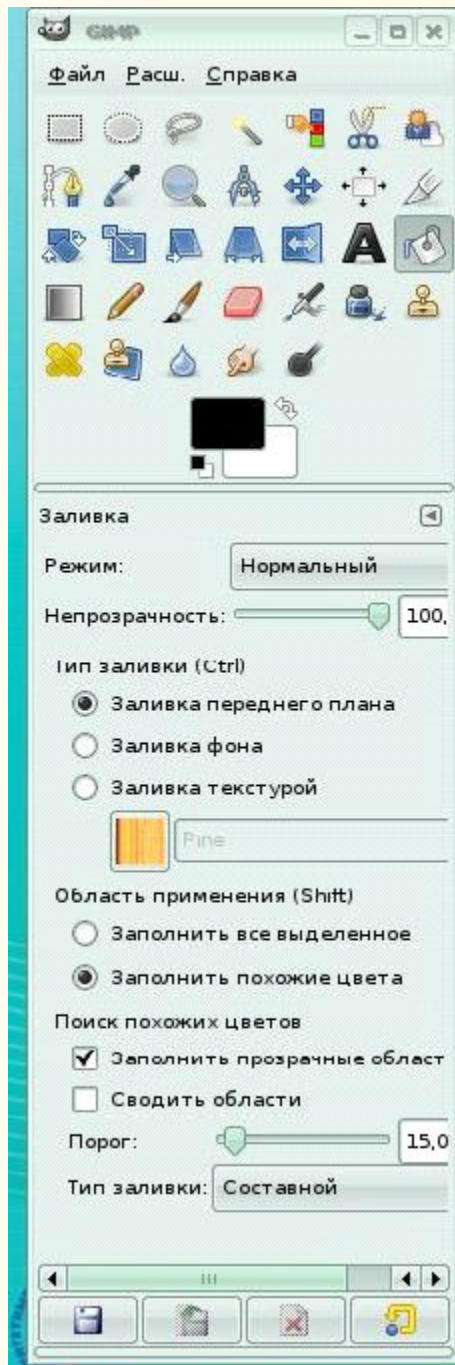 GIMP
Файл Расш. Справка
Заливка
Режим: Нормальный
Непрозрачность: 100,
Тип заливки (Ctrl)
Заливка переднего плана
Заливка фона
Заливка текстурой
Pine
Область применения (Shift)
Заполнить все выделенное
Заполнить похожие цвета
Поиск похожих цветов
Заполнить прозрачные област
Сводить области
Порог: 15,0
Тип заливки: Составной